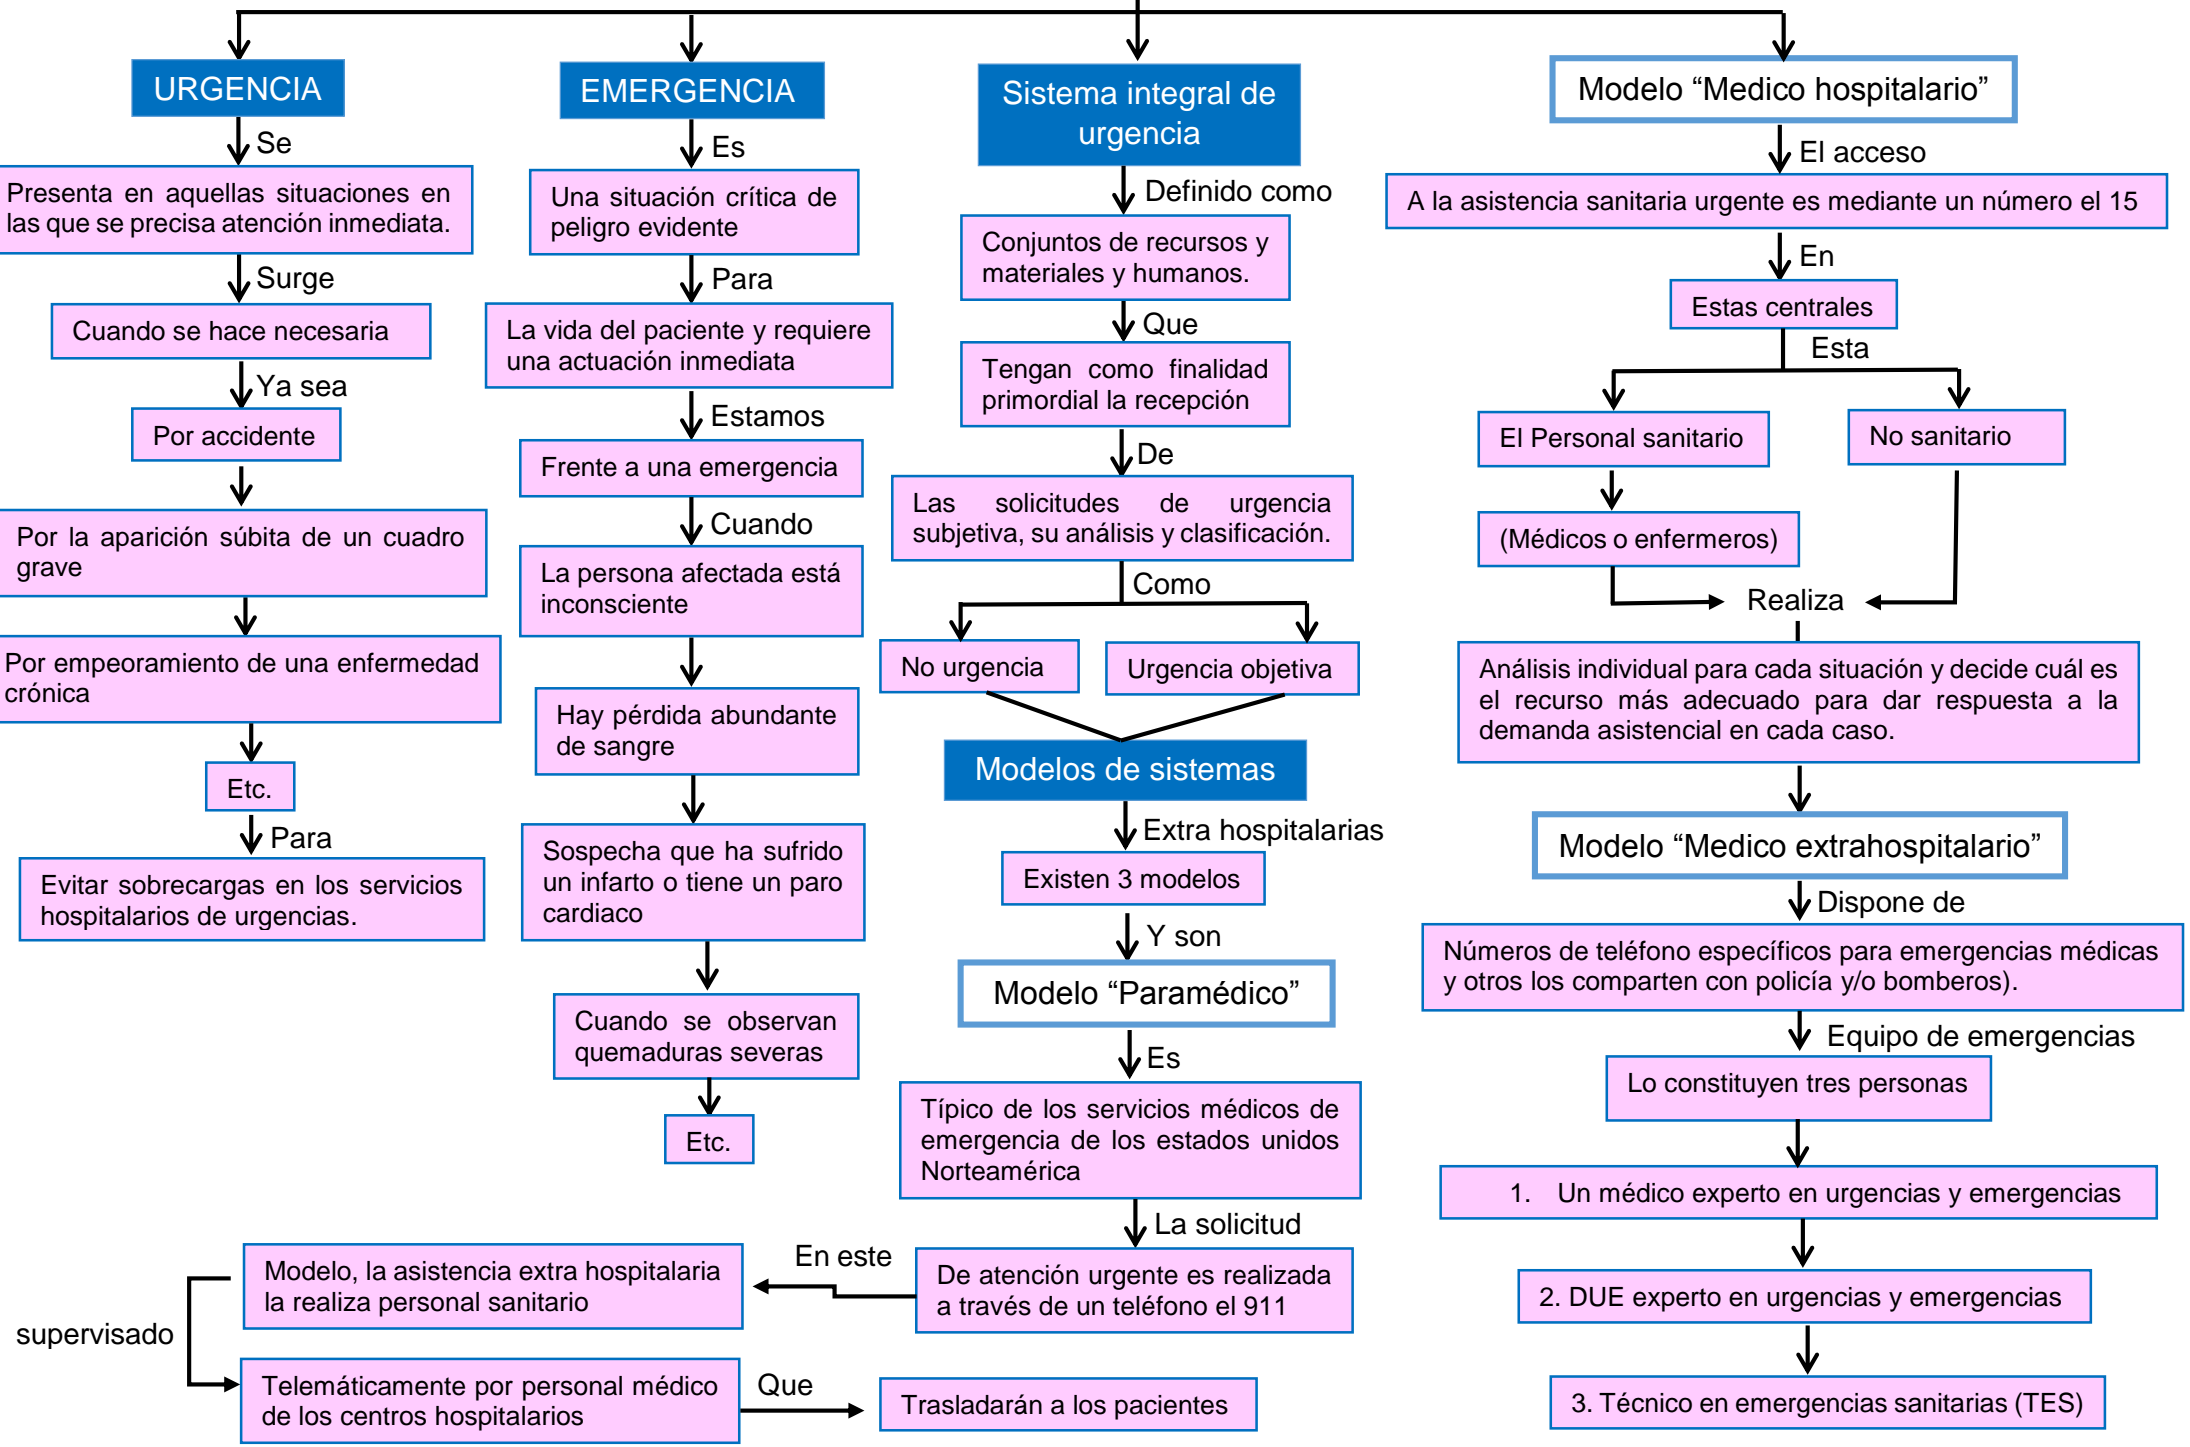 URGENCIA
Se
Presenta en aquellas situaciones en
las que se precisa atención inmediata.
Surge
Cuando se hace necesaria
Ya sea
Por accidente
Por la aparición súbita de un cuadro
grave
Por empeoramiento de una enfermedad
crónica
Etc.
Para
Evitar sobrecargas en los servicios
hospitalarios de urgencias.
EMERGENCIA
Es
Una situación crítica de
peligro evidente
Para
La vida del paciente y requiere
una actuación inmediata
Estamos
Frente a una emergencia
Cuando
La persona afectada está
inconsciente
Hay pérdida abundante
de sangre
Sospecha que ha sufrido
un infarto o tiene un paro
cardiaco
Cuando se observan
quemaduras severas
Etc.
Sistema integral de
urgencia
Definido como
Conjuntos de recursos y
materiales y humanos.
Que
Tengan como finalidad
primordial la recepción
De
Las solicitudes de urgencia
subjetiva, su análisis y clasificación.
Como
No urgencia
Urgencia objetiva
Modelos de sistemas
Extra hospitalarias
Existen 3 modelos
Y son
Modelo “Paramédico”
Es
Típico de los servicios médicos de
emergencia de los estados unidos
Norteamérica
La solicitud
De atención urgente es realizada
a través de un teléfono el 911
En este
Modelo, la asistencia extra hospitalaria
la realiza personal sanitario
supervisado
Telemáticamente por personal médico
de los centros hospitalarios
Que
Trasladarán a los pacientes
Modelo “Medico hospitalario”
El acceso
A la asistencia sanitaria urgente es mediante un número el 15
En
Estas centrales
Esta
El Personal sanitario
No sanitario
(Médicos o enfermeros)
Realiza
Análisis individual para cada situación y decide cuál es
el recurso más adecuado para dar respuesta a la
demanda asistencial en cada caso.
Modelo “Medico extrahospitalario”
Dispone de
Números de teléfono específicos para emergencias médicas
y otros los comparten con policía y/o bomberos).
Equipo de emergencias
Lo constituyen tres personas
1. Un médico experto en urgencias y emergencias
2. DUE experto en urgencias y emergencias
3. Técnico en emergencias sanitarias (TES)